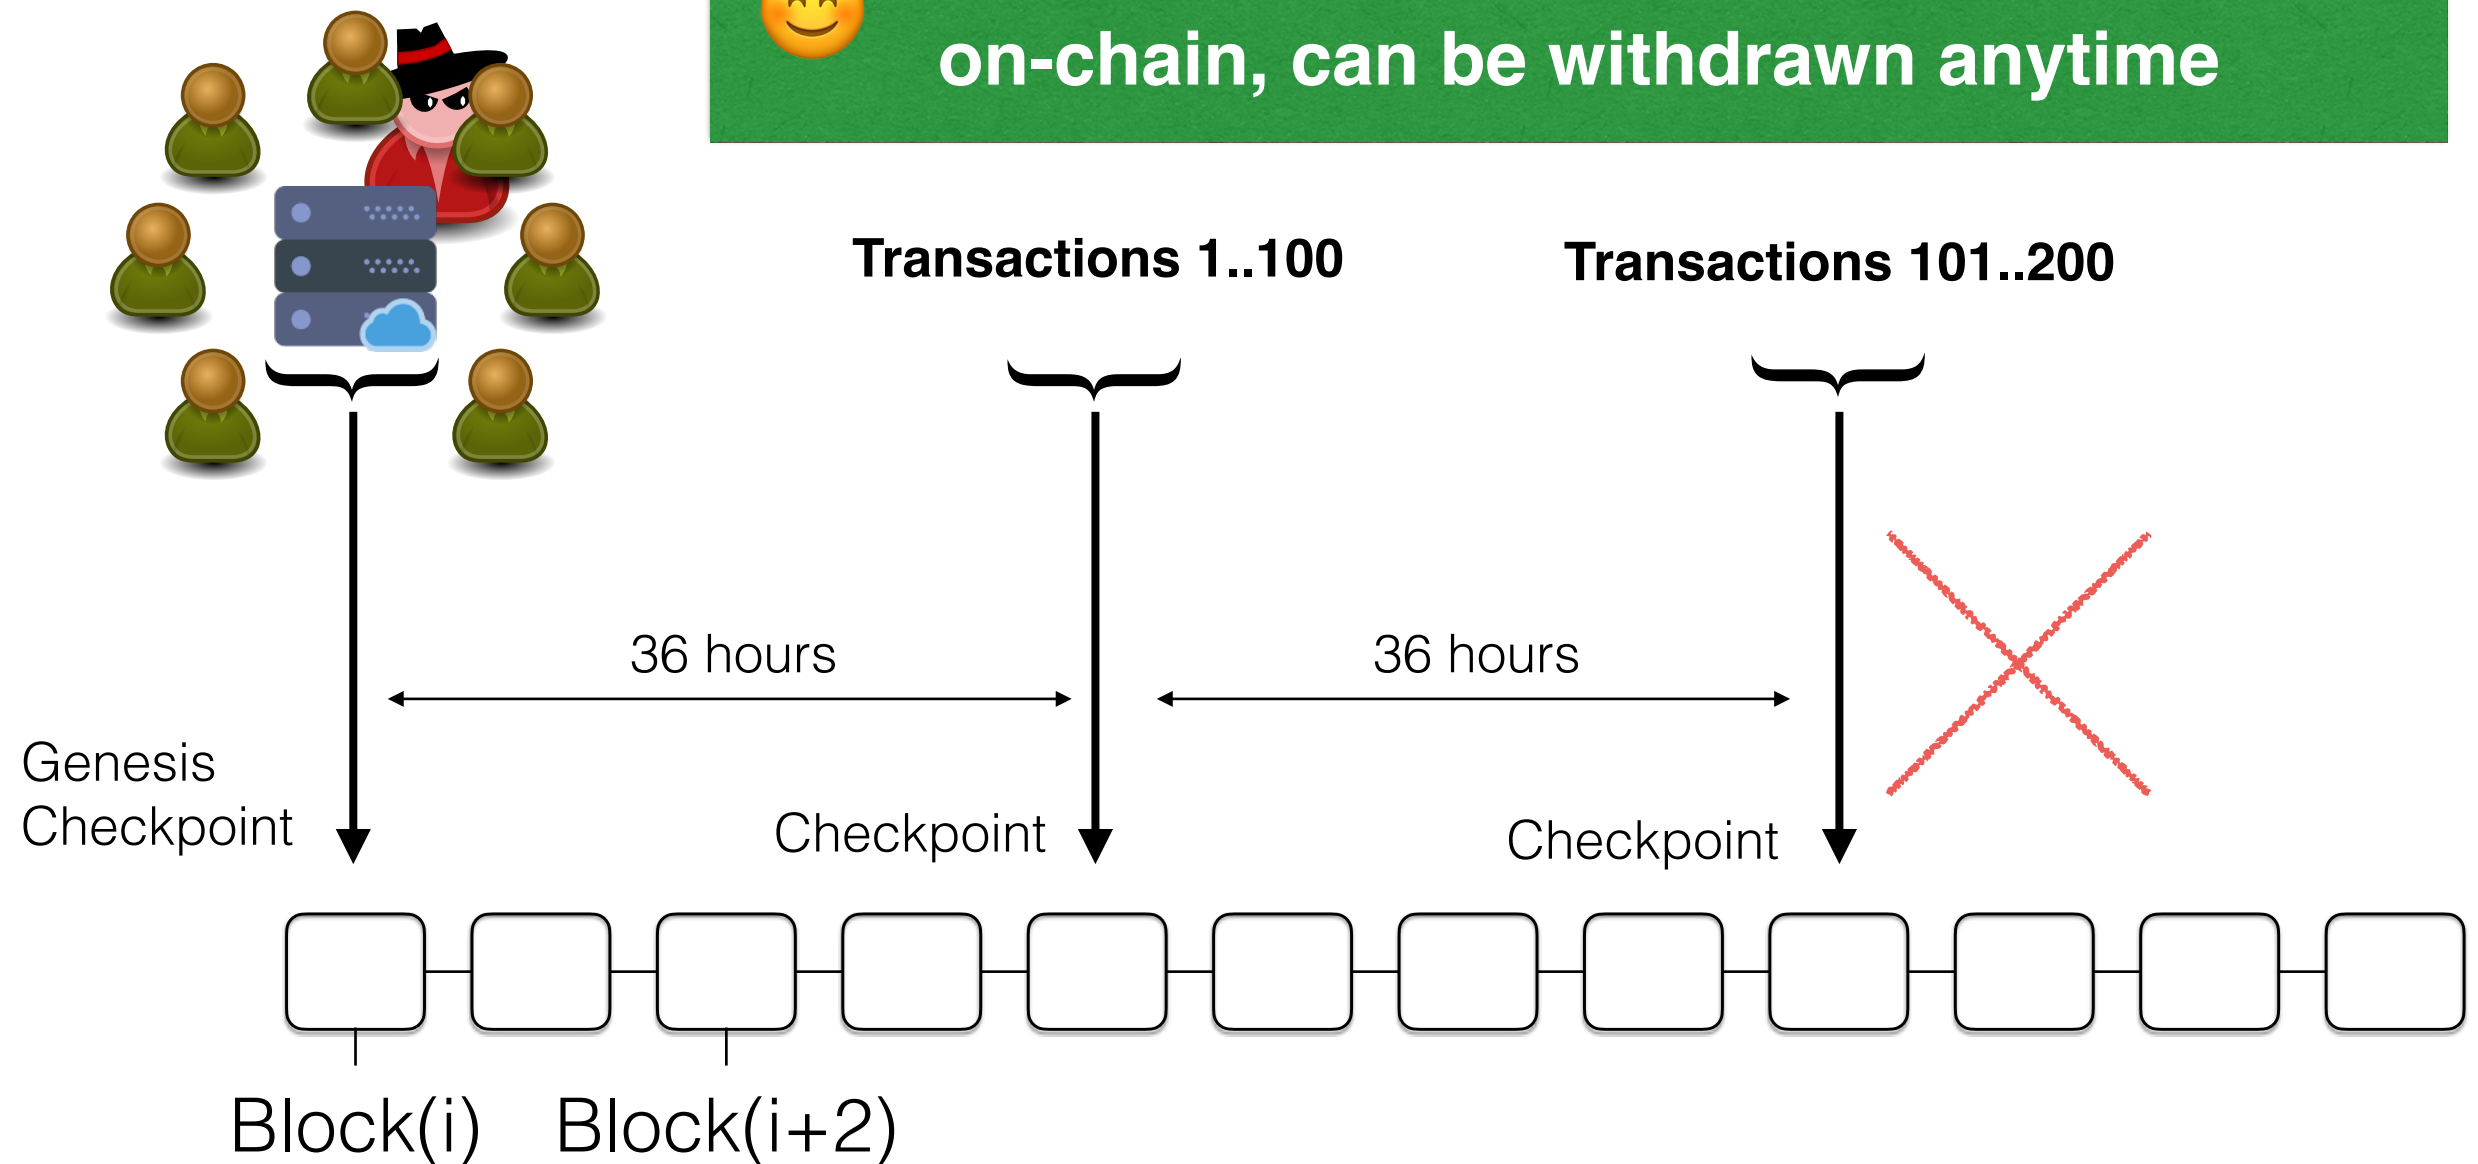 on-chain, can be withdrawn anytime
Transactions 1..100
Transactions 101..200
36 hours
36 hours
Genesis
Checkpoint
Checkpoint
Checkpoint
Block(i)
Block(i+2)